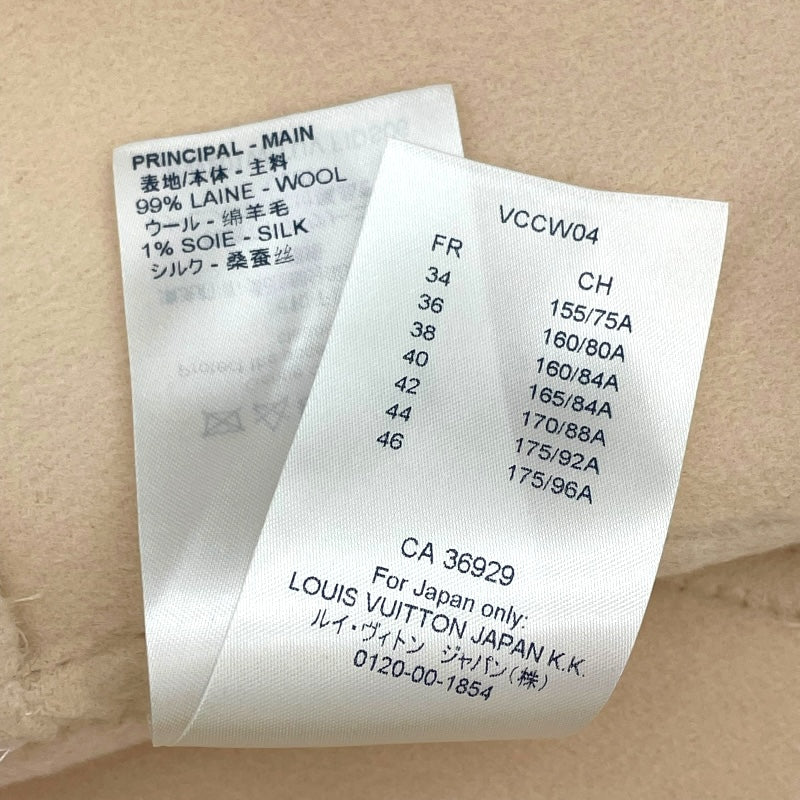 PRINCIPAL - MAIN
表地/本体 - 主料
99% LAINE - WOOL
ウール - 绵羊毛
1% SOIE - SILK
シルク - 桑蚕丝
VCCW04
FR CH
34 155/75A
36 160/80A
38 160/84A
40 165/84A
42 170/88A
44 175/92A
46 175/96A
CA 36929
For Japan only:
LOUIS VUITTON JAPAN K.K.
ルイ・ヴィトン ジャパン(株)
0120-00-1854